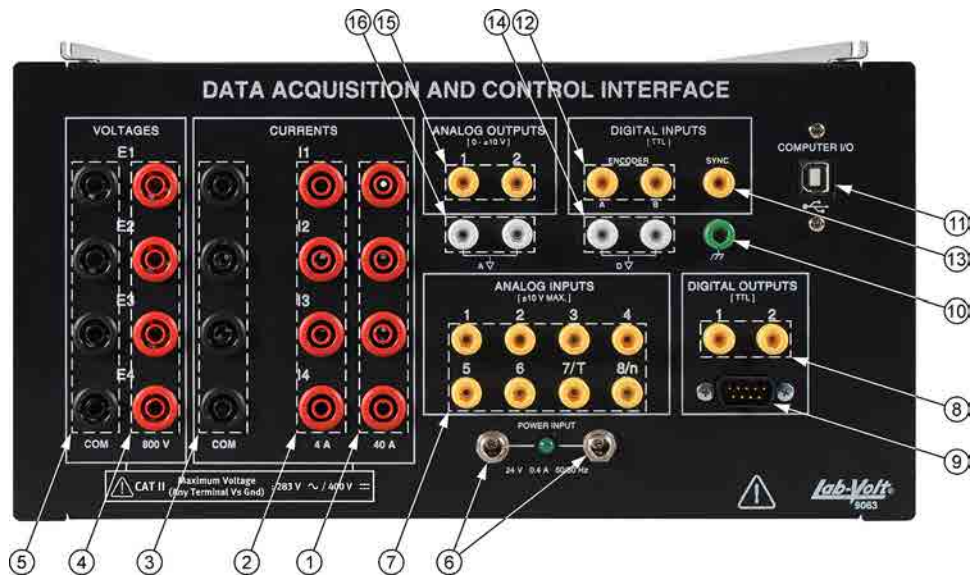 16 15 14 12
DATA ACQUISITION AND CONTROL INTERFACE
VOLTAGES
E1
E2
E3
E4
COM 800 V
CURRENTS
I1
I2
I3
I4
COM 4 A 40 A
ANALOG OUTPUTS
[0 - ±10 V]
1 2
A
DIGITAL INPUTS
[TTL]
ENCODER SYNC
A B
D
COMPUTER I/O
11
13
10
ANALOG INPUTS
[±10 V MAX.]
1 2 3 4
5 6 7/T 8/n
DIGITAL OUTPUTS
[TTL]
1 2
8
9
POWER INPUT
24 V 0.4 A 50/60 Hz
CAT II Maximum Voltage
(Any Terminal Vs Gnd) : 283 V ~ / 400 V ⎓
Lab-Volt®
9063
5 4 3 2 1 7 6